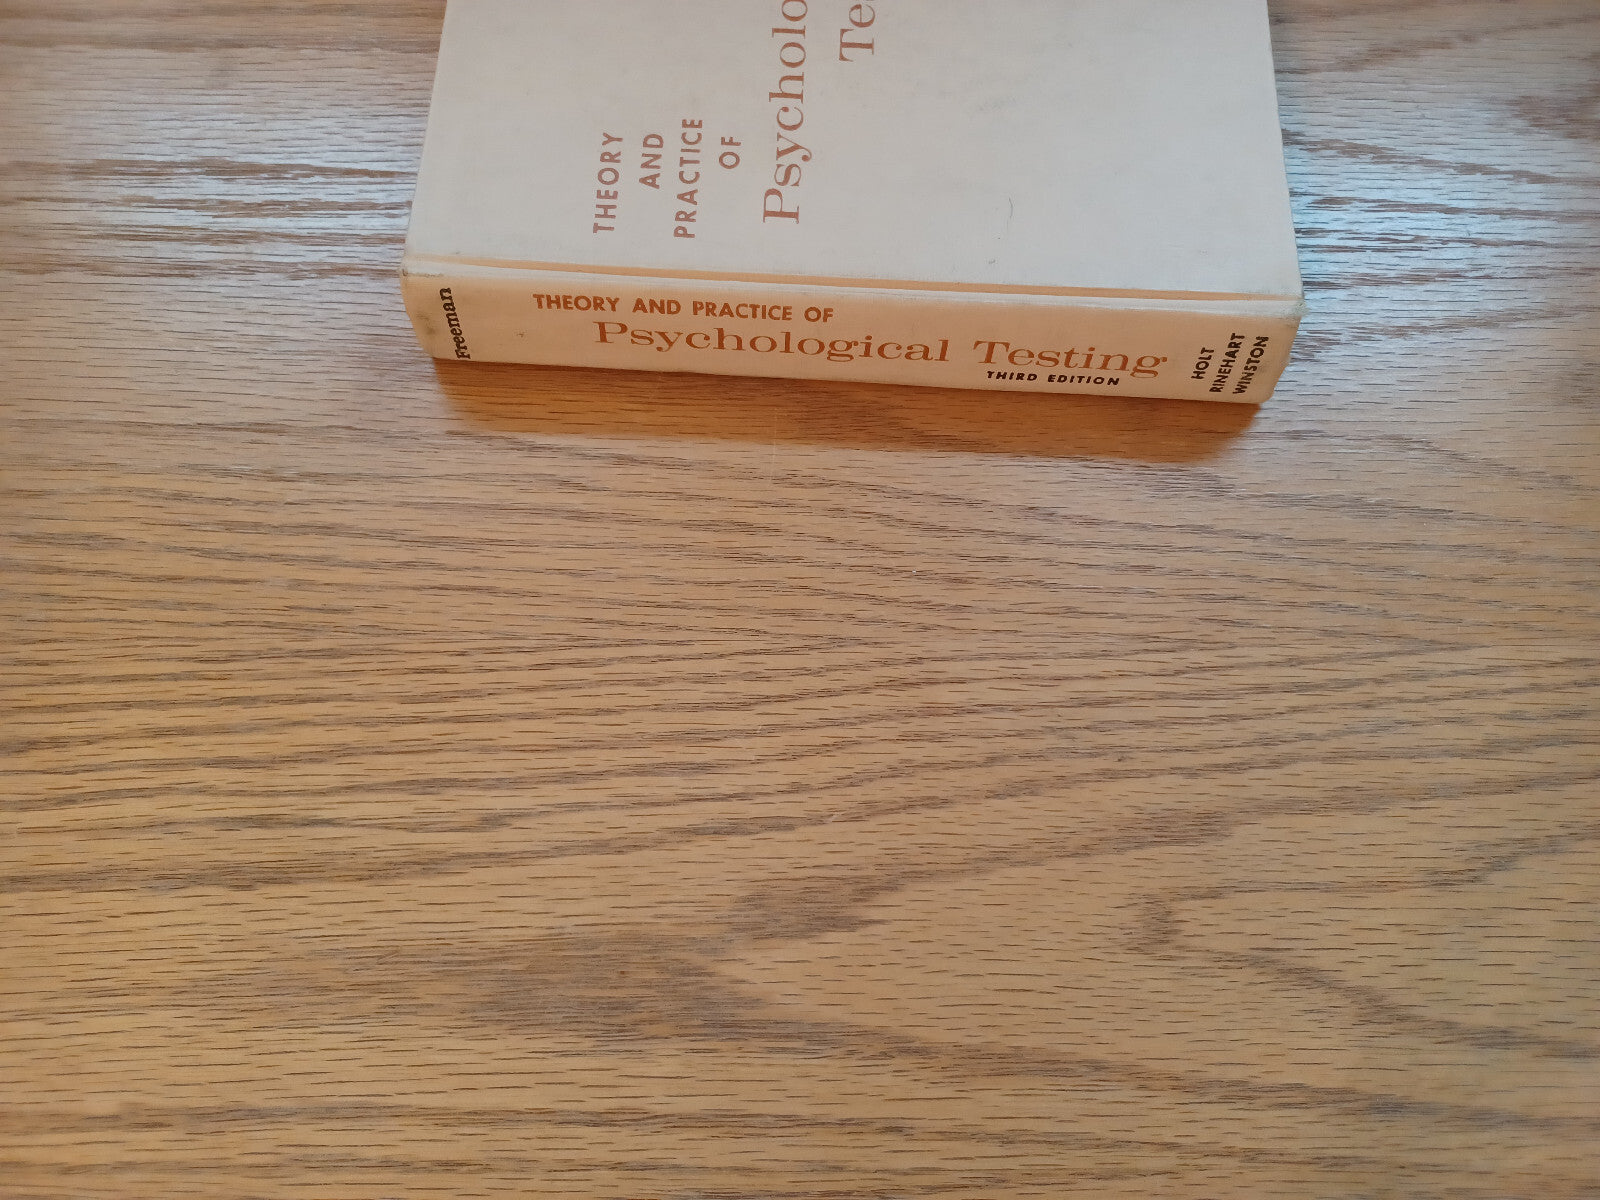 THEORY
AND
PRACTICE
OF
Psycholo
Te
Freeman
THEORY AND PRACTICE OF
Psychological Testing
THIRD EDITION
HOLT
RINEHART
WINSTON